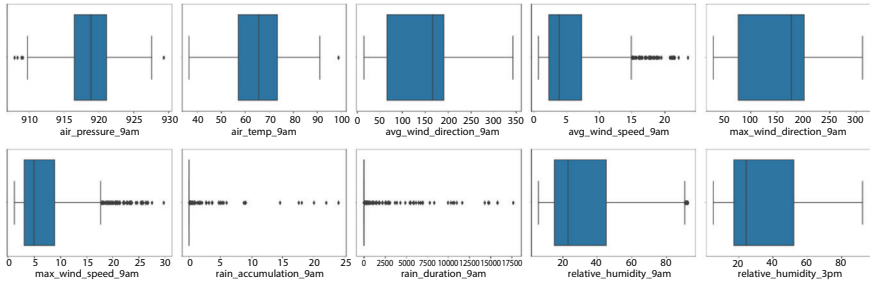 910 915 920 925 930
air_pressure_9am
40 50 60 70 80 90 100
air_temp_9am
0 50 100 150 200 250 300 350
avg_wind_direction_9am
0 5 10 15 20
avg_wind_speed_9am
50 100 150 200 250 300
max_wind_direction_9am
0 5 10 15 20 25 30
max_wind_speed_9am
0 5 10 15 20 25
rain_accumulation_9am
0 2500 5000 7500 10000 12500 15000 17500
rain_duration_9am
20 40 60 80
relative_humidity_9am
20 40 60 80
relative_humidity_3pm